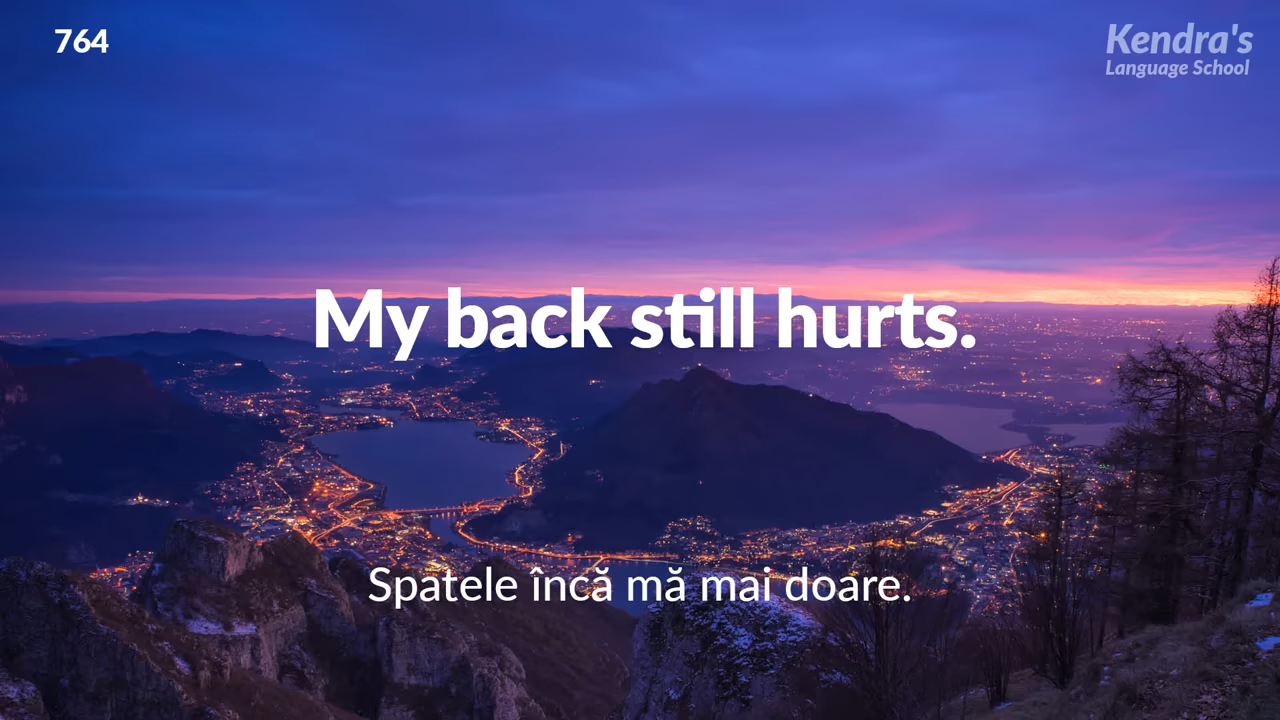 764
Kendra's
Language School
My back still hurts.
Spatele încă mă mai doare.